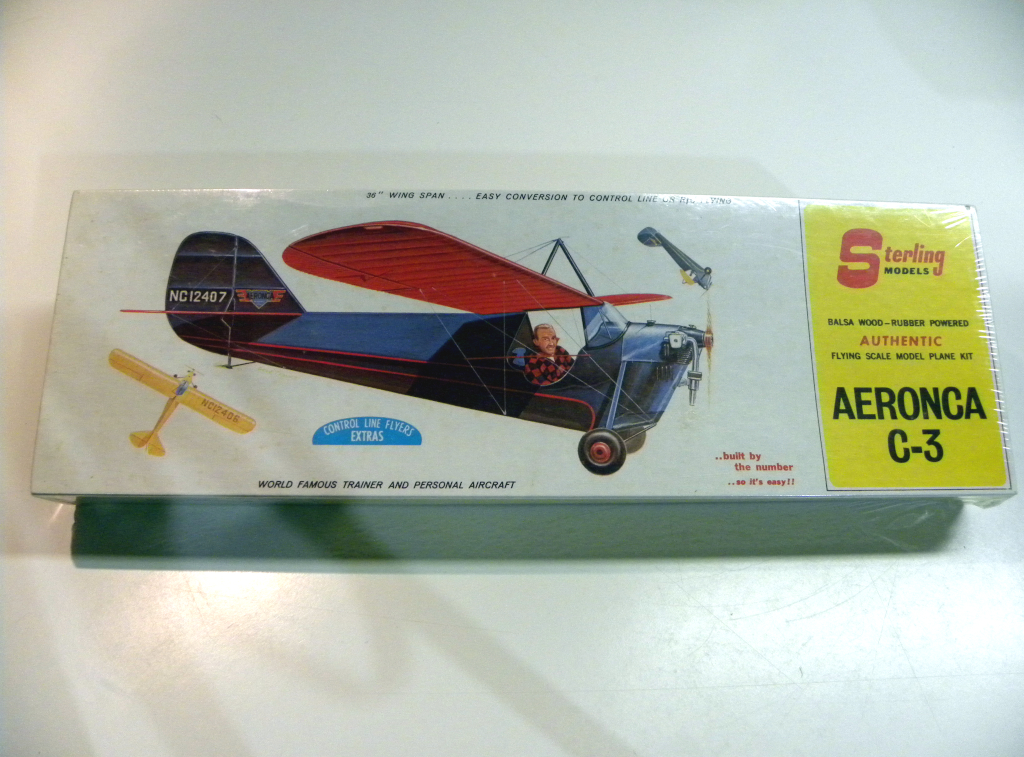 36" WING SPAN .... EASY CONVERSION TO CONTROL LINE OR
Sterling
MODELS
BALSA WOOD–RUBBER POWERED
AUTHENTIC
FLYING SCALE MODEL PLANE KIT
AERONCA
C-3
NC12407
AERONCA
NC12406
CONTROL LINE FLYERS
EXTRAS
..built by
the number
..so it's easy!!
WORLD FAMOUS TRAINER AND PERSONAL AIRCRAFT